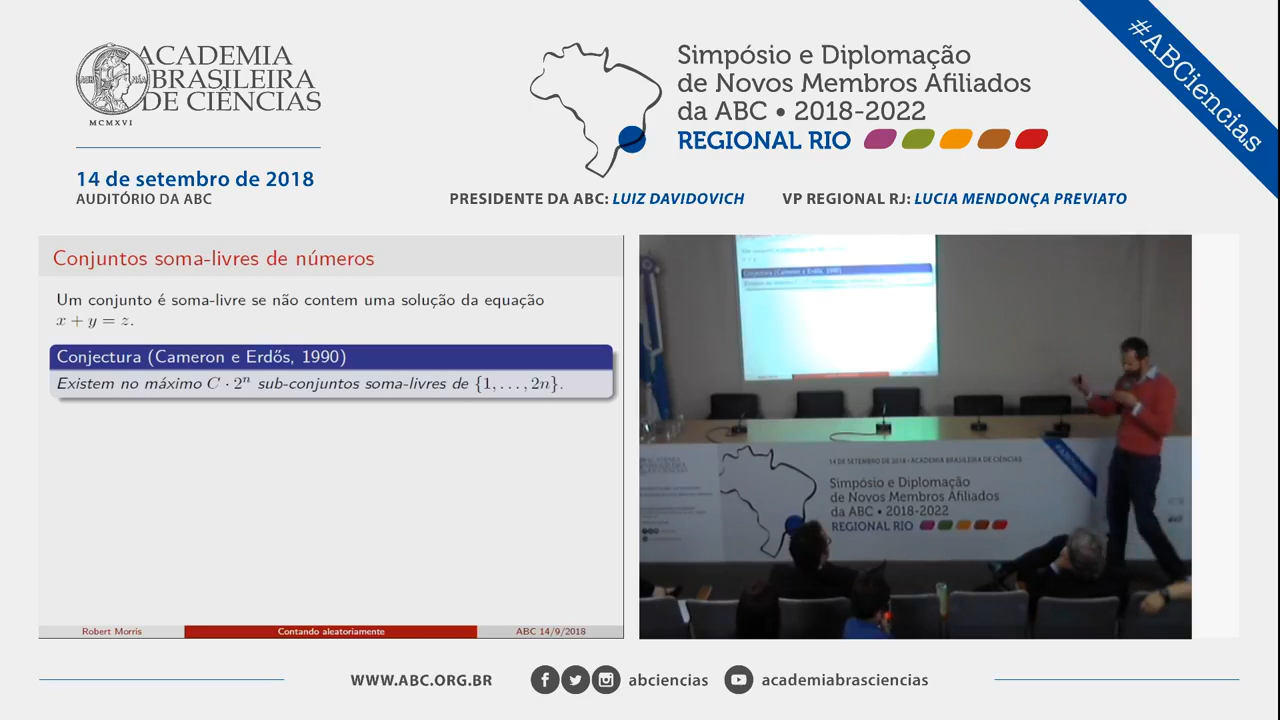 ACADEMIA
BRASILEIRA
DE CIÊNCIAS
MCMXVI
14 de setembro de 2018
AUDITÓRIO DA ABC
Simpósio e Diplomação
de Novos Membros Afiliados
da ABC • 2018-2022
REGIONAL RIO
#ABCiencias
PRESIDENTE DA ABC: LUIZ DAVIDOVICH
VP REGIONAL RJ: LUCIA MENDONÇA PREVIATO
Conjuntos soma-livres de números
Um conjunto é soma-livre se não contem uma solução da equação
x + y = z.
Conjectura (Cameron e Erdős, 1990)
Existem no máximo C · 2ⁿ sub-conjuntos soma-livres de {1, . . . , 2n}.
Robert Morris
Contando aleatoriamente
ABC 14/9/2018
Conjectura (Cameron e Erdős, 1990)
14 DE SETEMBRO DE 2018 • ACADEMIA BRASILEIRA DE CIÊNCIAS
Simpósio e Diplomação
de Novos Membros Afiliados
da ABC • 2018-2022
REGIONAL RIO
WWW.ABC.ORG.BR
abciencias
academiabrasciencias